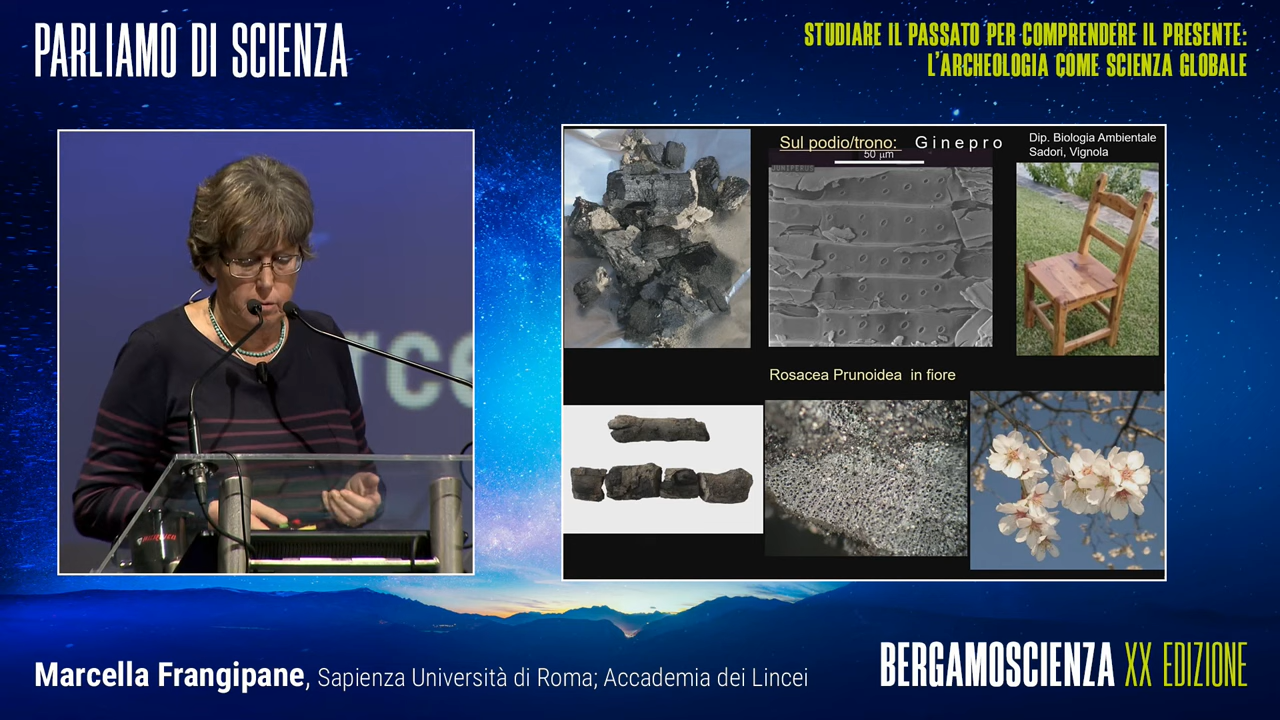 PARLIAMO DI SCIENZA
STUDIARE IL PASSATO PER COMPRENDERE IL PRESENTE:
L'ARCHEOLOGIA COME SCIENZA GLOBALE
Sul podio/trono: Ginepro
Dip. Biologia Ambientale
Sadori, Vignola
50 µm
JUNIPERUS
Rosacea Prunoidea in fiore
rce
Marcella Frangipane, Sapienza Università di Roma; Accademia dei Lincei
BERGAMOSCIENZA XX EDIZIONE